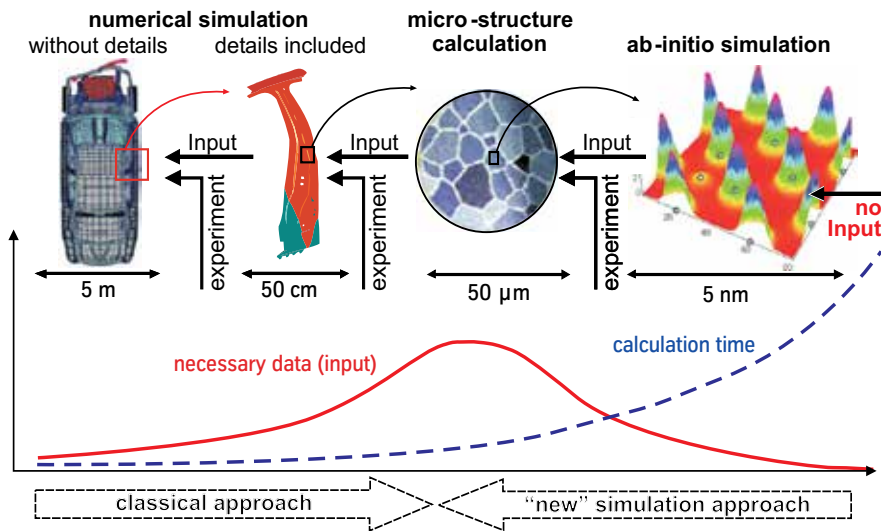 numerical simulation
without details
details included
micro-structure
calculation
ab-initio simulation
Input
Input
Input
no
Input
experiment
experiment
experiment
5 m
50 cm
50 µm
5 nm
necessary data (input)
calculation time
classical approach
"new" simulation approach